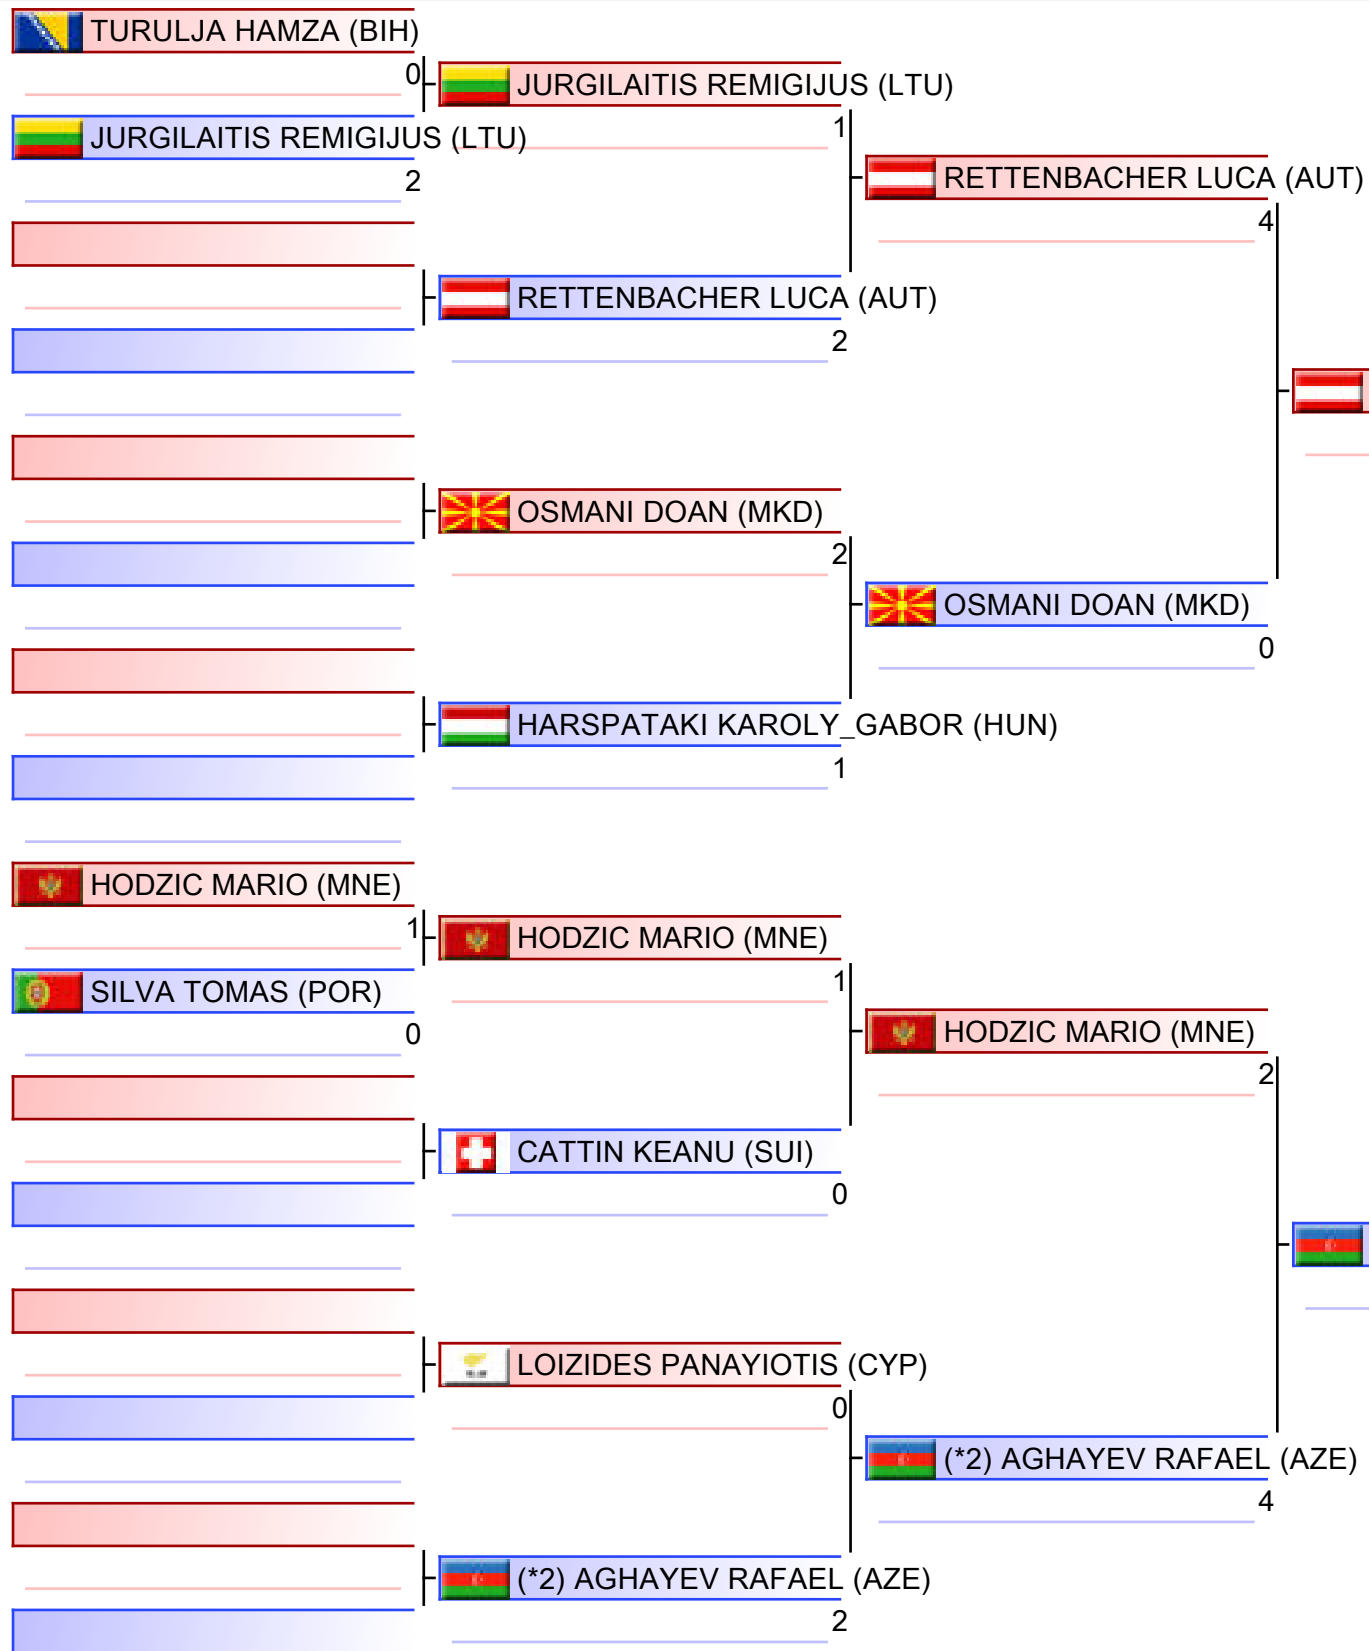 TURULJA HAMZA (BIH)
0
JURGILAITIS REMIGIJUS (LTU)
JURGILAITIS REMIGIJUS (LTU)
1
RETTENBACHER LUCA (AUT)
2
4
RETTENBACHER LUCA (AUT)
2
OSMANI DOAN (MKD)
2
OSMANI DOAN (MKD)
0
HARSPATAKI KAROLY_GABOR (HUN)
1
HODZIC MARIO (MNE)
1
HODZIC MARIO (MNE)
SILVA TOMAS (POR)
1
0
HODZIC MARIO (MNE)
2
CATTIN KEANU (SUI)
0
LOIZIDES PANAYIOTIS (CYP)
0
(*2) AGHAYEV RAFAEL (AZE)
4
(*2) AGHAYEV RAFAEL (AZE)
2